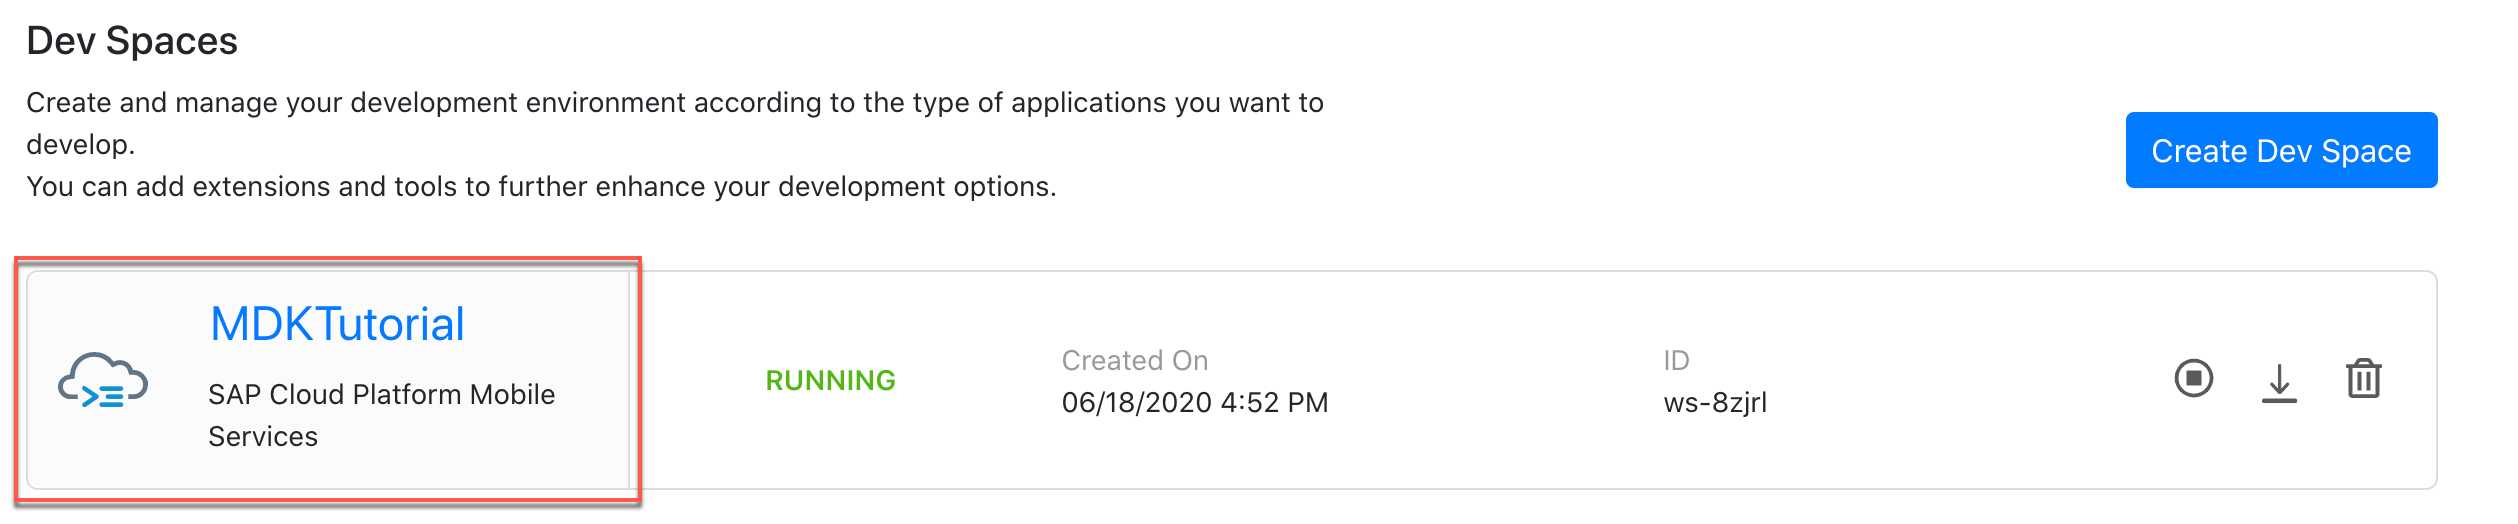 Dev Spaces
Create and manage your development environment according to the type of applications you want to
develop.
You can add extensions and tools to further enhance your development options.
Create Dev Space
MDKTutorial
SAP Cloud Platform Mobile
Services
RUNNING
Created On
06/18/2020 4:52 PM
ID
ws-8zjrl